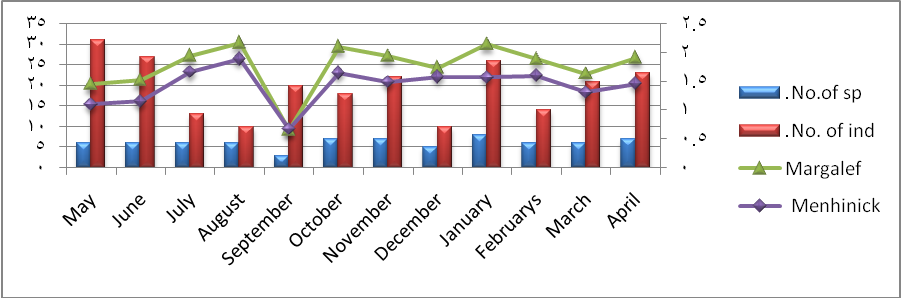 ٣٥
٣٠
٢٥
٢٠
١٥
١٠
٥
٠
٢.٥
٢
١.٥
١
٠.٥
٠
May
June
July
August
September
October
November
December
January
Februarys
March
April
.No.of sp
.No. of ind
Margalef
Menhinick